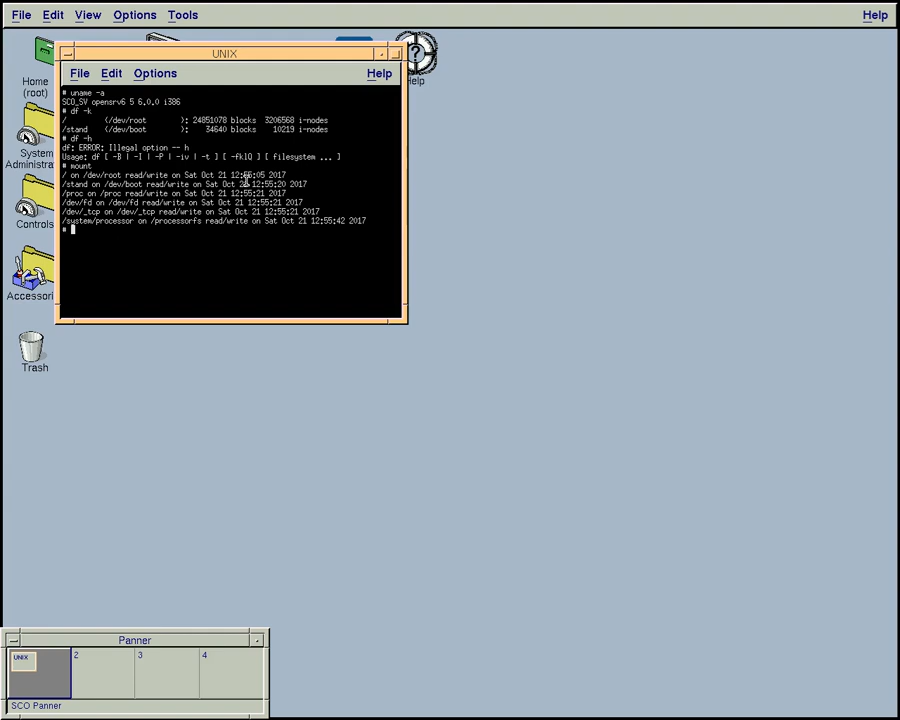 File Edit View Options Tools Help
Home
(root)
Help
System
Administra
Controls
Accessori
Trash
UNIX
File Edit Options Help
# uname -a
SCO_SV opensrv6 5 6.0.0 i386
# df -k
/ (/dev/root ): 24851078 blocks 3206568 i-nodes
/stand (/dev/boot ): 34640 blocks 10219 i-nodes
# df -h
df: ERROR: Illegal option -- h
Usage: df [ -B | -I | -P | -iv | -t ] [ -fklQ ] [ filesystem ... ]
# mount
/ on /dev/root read/write on Sat Oct 21 12:55:05 2017
/stand on /dev/boot read/write on Sat Oct 21 12:55:20 2017
/proc on /proc read/write on Sat Oct 21 12:55:21 2017
/dev/fd on /dev/fd read/write on Sat Oct 21 12:55:21 2017
/dev/_tcp on /dev/_tcp read/write on Sat Oct 21 12:55:21 2017
/system/processor on /processorfs read/write on Sat Oct 21 12:55:42 2017
#
Panner
UNIX 2 3 4
SCO Panner